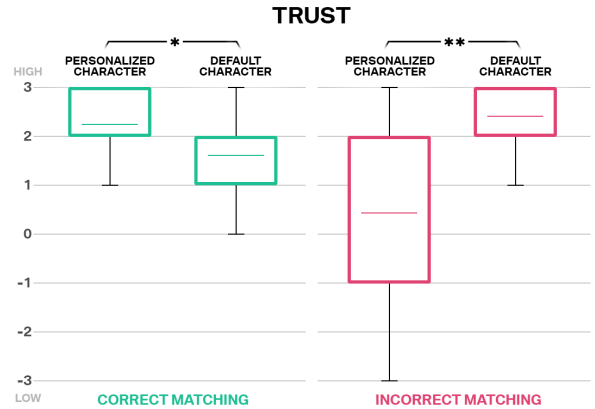 TRUST
* **
PERSONALIZED CHARACTER DEFAULT CHARACTER PERSONALIZED CHARACTER DEFAULT CHARACTER
HIGH
3
2
1
0
-1
-2
-3
LOW
CORRECT MATCHING INCORRECT MATCHING